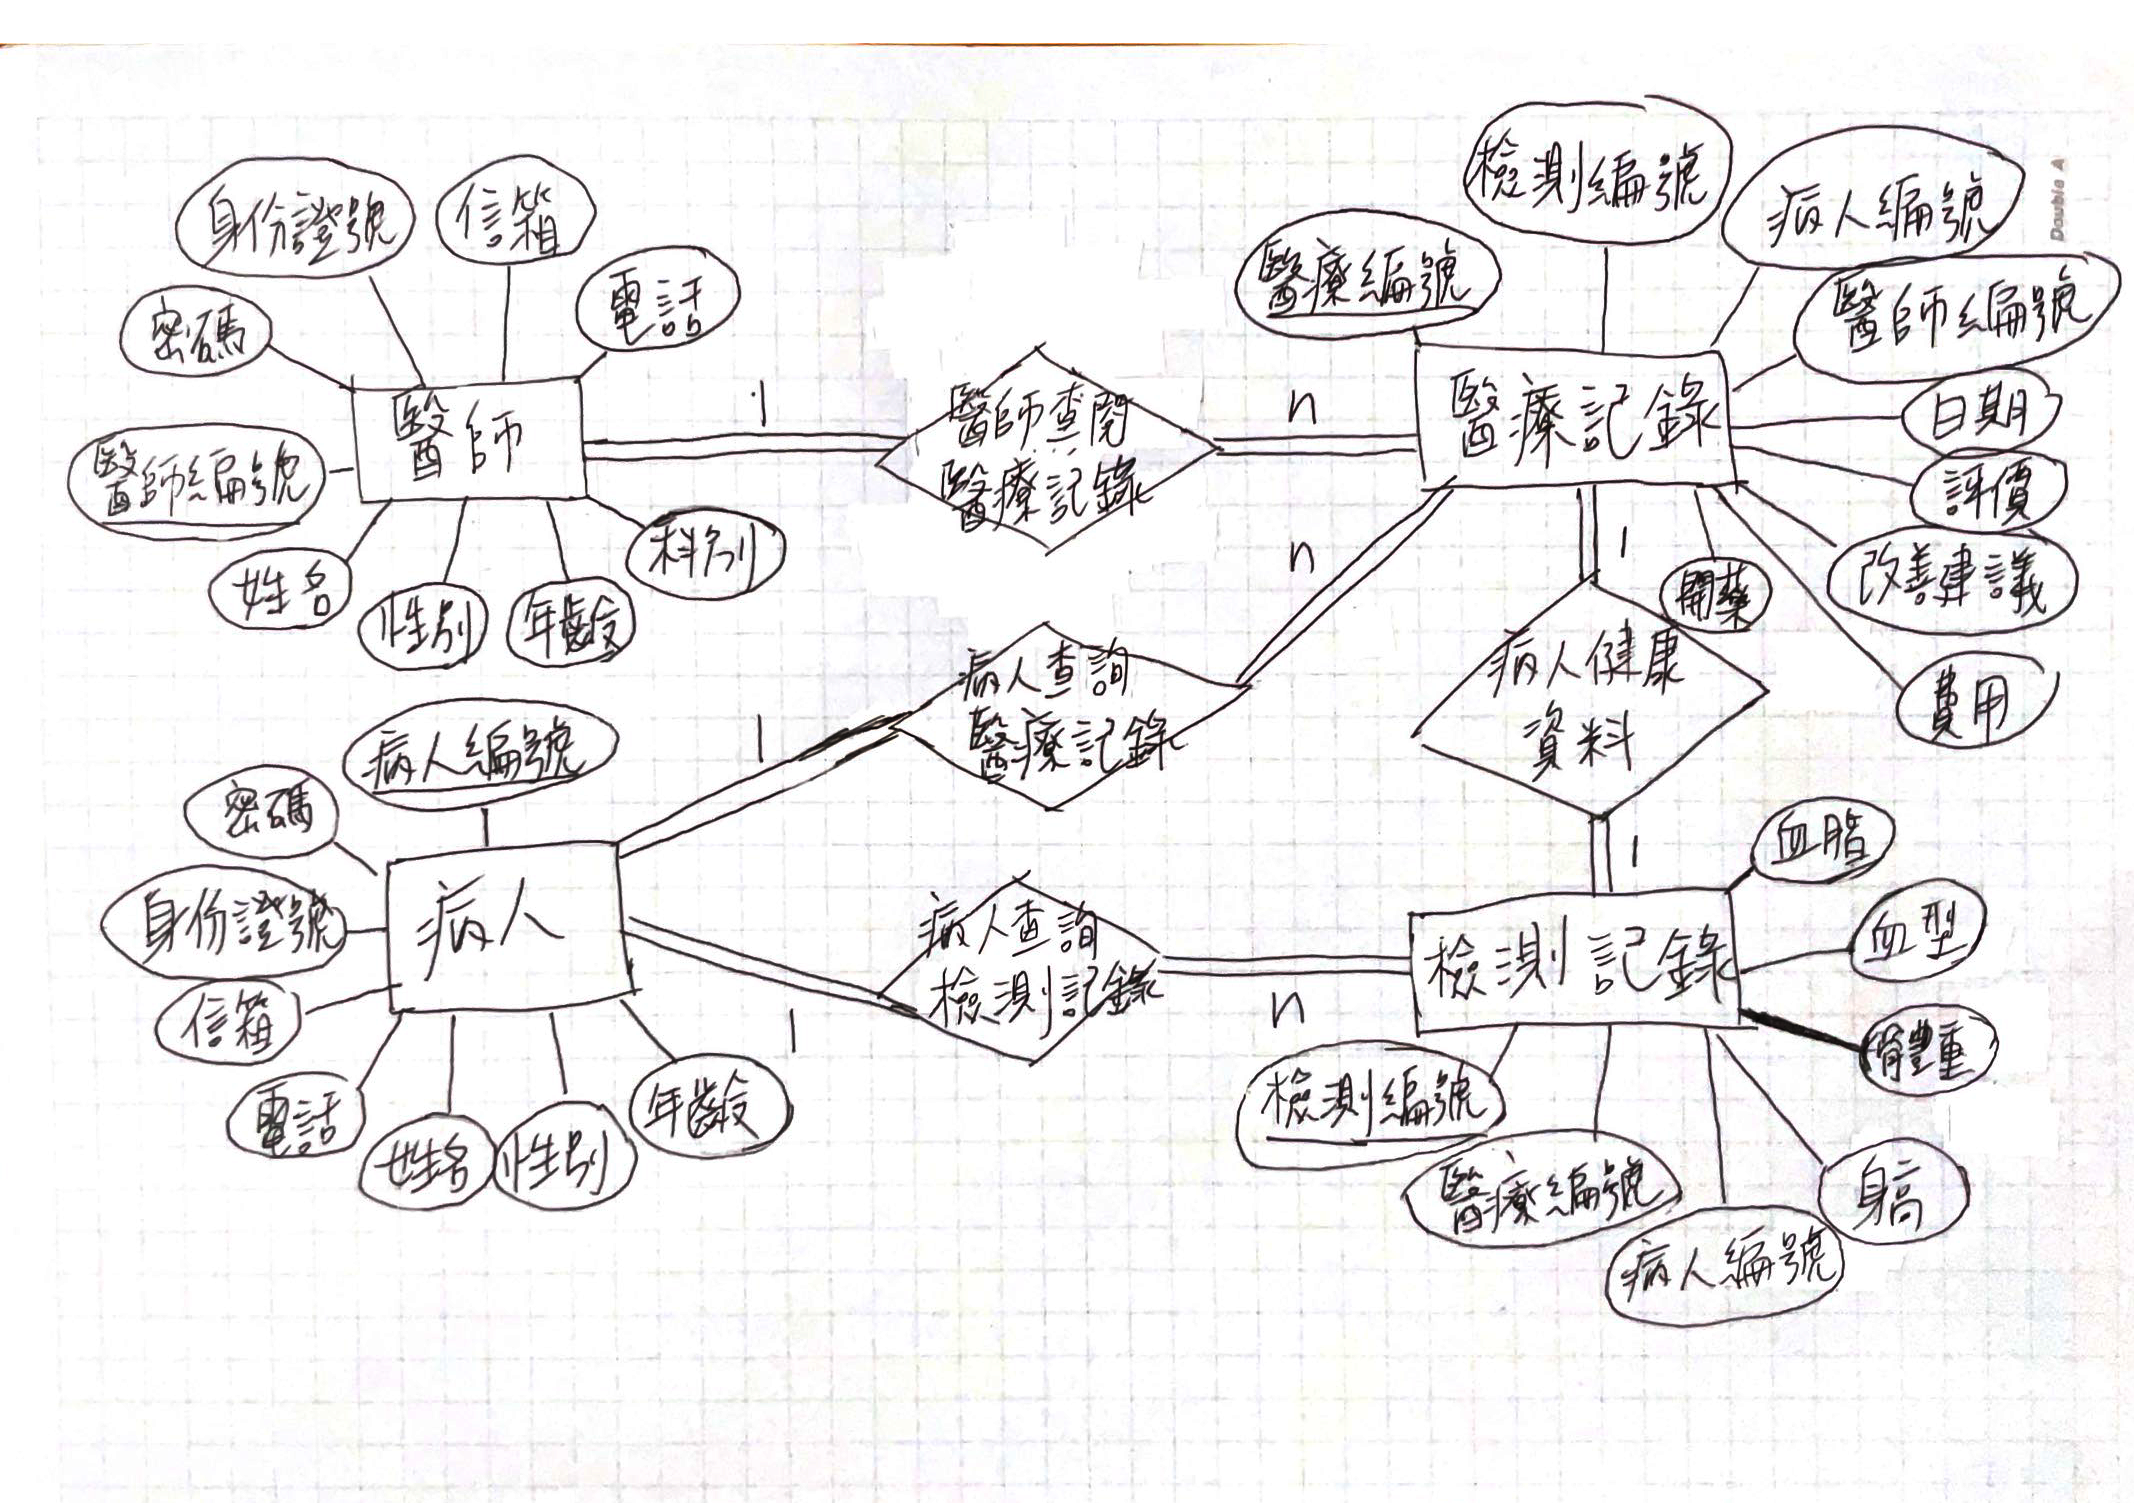 檢測編號
病人編號
Double A
身份證號
信箱
電話
醫療編號
醫師編號
密碼
醫師
1
醫師查閱
醫療記錄
n
醫療記錄
日期
醫師編號
評價
姓名
性別
年齡
科別
n
1
開藥
改善建議
病人編號
1
病人查詢
醫療記錄
病人健康
資料
費用
密碼
病人
身份證號
信箱
電話
姓名
性別
年齡
病人查詢
檢測記錄
1
n
1
檢測記錄
血脂
血型
體重
檢測編號
醫療編號
病人編號
身高